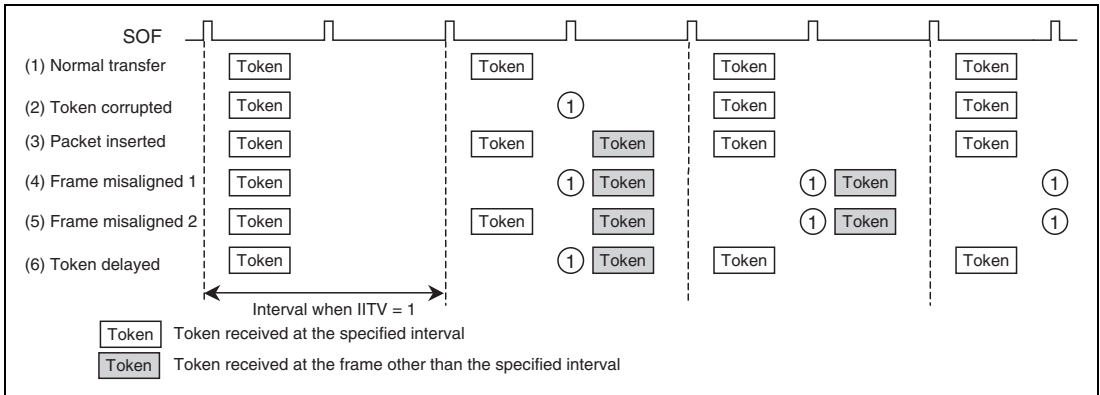 SOF
(1) Normal transfer Token Token Token Token
(2) Token corrupted Token 1 Token Token
(3) Packet inserted Token Token Token Token Token
(4) Frame misaligned 1 Token 1 Token 1 Token 1
(5) Frame misaligned 2 Token Token Token 1 Token 1
(6) Token delayed Token 1 Token Token Token
Interval when IITV = 1
Token Token received at the specified interval
Token Token received at the frame other than the specified interval